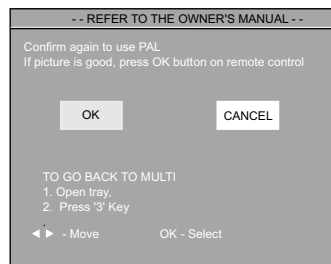 - - REFER TO THE OWNER'S MANUAL - -
Confirm again to use PAL
If picture is good, press OK button on remote control
OK CANCEL
TO GO BACK TO MULTI
1. Open tray,
2. Press '3' Key
◄ ► - Move OK - Select